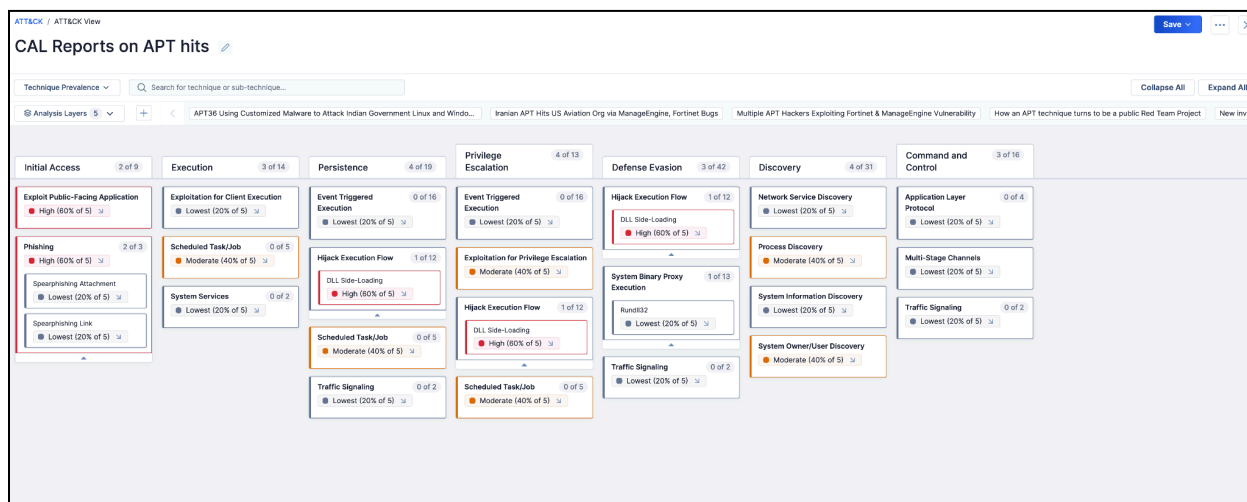 ATT&CK / ATT&CK View
Save
CAL Reports on APT hits
Technique Prevalence
Search for technique or sub-technique...
Collapse All
Expand All
Analysis Layers 5
APT36 Using Customized Malware to Attack Indian Government Linux and Windo...
Iranian APT Hits US Aviation Org via ManageEngine, Fortinet Bugs
Multiple APT Hackers Exploiting Fortinet & ManageEngine Vulnerability
How an APT technique turns to be a public Red Team Project
New inv
Initial Access 2 of 9
Exploit Public-Facing Application
High (60% of 5)
Phishing 2 of 3
High (60% of 5)
Spearphishing Attachment
Lowest (20% of 5)
Spearphishing Link
Lowest (20% of 5)
Execution 3 of 14
Exploitation for Client Execution
Lowest (20% of 5)
Scheduled Task/Job 0 of 5
Moderate (40% of 5)
System Services 0 of 2
Lowest (20% of 5)
Persistence 4 of 19
Event Triggered 0 of 16
Execution
Lowest (20% of 5)
Hijack Execution Flow 1 of 12
DLL Side-Loading
High (60% of 5)
Scheduled Task/Job 0 of 5
Moderate (40% of 5)
Traffic Signaling 0 of 2
Lowest (20% of 5)
Privilege 4 of 13
Escalation
Event Triggered 0 of 16
Execution
Lowest (20% of 5)
Exploitation for Privilege Escalation
Moderate (40% of 5)
Hijack Execution Flow 1 of 12
DLL Side-Loading
High (60% of 5)
Scheduled Task/Job 0 of 5
Moderate (40% of 5)
Defense Evasion 3 of 42
Hijack Execution Flow 1 of 12
DLL Side-Loading
High (60% of 5)
System Binary Proxy 1 of 13
Execution
Rundll32
Lowest (20% of 5)
Traffic Signaling 0 of 2
Lowest (20% of 5)
Discovery 4 of 31
Network Service Discovery
Lowest (20% of 5)
Process Discovery
Moderate (40% of 5)
System Information Discovery
Lowest (20% of 5)
System Owner/User Discovery
Moderate (40% of 5)
Command and 3 of 16
Control
Application Layer 0 of 4
Protocol
Lowest (20% of 5)
Multi-Stage Channels
Lowest (20% of 5)
Traffic Signaling 0 of 2
Lowest (20% of 5)